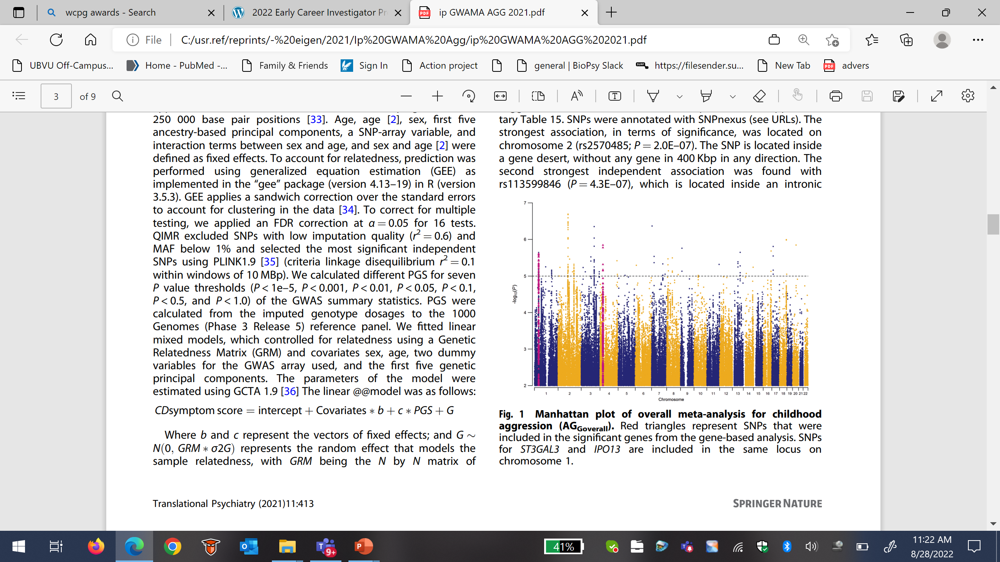 wcpg awards - Search
2022 Early Career Investigator Pr
ip GWAMA AGG 2021.pdf
File
C:/usr.ref/reprints/-%20eigen/2021/Ip%20GWAMA%20Agg/ip%20GWAMA%20AGG%202021.pdf
UBVU Off-Campus...
Home - PubMed -...
Family & Friends
Sign In
Action project
general | BioPsy Slack
SURF
https://filesender.su...
New Tab
PDF
advers
3
of 9
250 000 base pair positions [33]. Age, age [2], sex, first five
ancestry-based principal components, a SNP-array variable, and
interaction terms between sex and age, and sex and age [2] were
defined as fixed effects. To account for relatedness, prediction was
performed using generalized equation estimation (GEE) as
implemented in the “gee” package (version 4.13–19) in R (version
3.5.3). GEE applies a sandwich correction over the standard errors
to account for clustering in the data [34]. To correct for multiple
testing, we applied an FDR correction at α = 0.05 for 16 tests.
QIMR excluded SNPs with low imputation quality (r² = 0.6) and
MAF below 1% and selected the most significant independent
SNPs using PLINK1.9 [35] (criteria linkage disequilibrium r² = 0.1
within windows of 10 MBp). We calculated different PGS for seven
P value thresholds (P < 1e–5, P < 0.001, P < 0.01, P < 0.05, P < 0.1,
P < 0.5, and P < 1.0) of the GWAS summary statistics. PGS were
calculated from the imputed genotype dosages to the 1000
Genomes (Phase 3 Release 5) reference panel. We fitted linear
mixed models, which controlled for relatedness using a Genetic
Relatedness Matrix (GRM) and covariates sex, age, two dummy
variables for the GWAS array used, and the first five genetic
principal components. The parameters of the model were
estimated using GCTA 1.9 [36] The linear @@model was as follows:
CDsymptom score = intercept + Covariates ∗ b + c ∗ PGS + G
Where b and c represent the vectors of fixed effects; and G ∼
N(0, GRM ∗ σ2G) represents the random effect that models the
sample relatedness, with GRM being the N by N matrix of
tary Table 15. SNPs were annotated with SNPnexus (see URLs). The
strongest association, in terms of significance, was located on
chromosome 2 (rs2570485; P = 2.0E–07). The SNP is located inside
a gene desert, without any gene in 400 Kbp in any direction. The
second strongest independent association was found with
rs113599846 (P = 4.3E–07), which is located inside an intronic
7
6
5
4
3
2
-log₁₀(P)
1 2 3 4 5 6 7 8 9 10 11 12 13 14 15 16 17 18 19 20 21 22
Chromosome
Fig. 1 Manhattan plot of overall meta-analysis for childhood
aggression (AGGoverall). Red triangles represent SNPs that were
included in the significant genes from the gene-based analysis. SNPs
for ST3GAL3 and IPO13 are included in the same locus on
chromosome 1.
Translational Psychiatry (2021)11:413
SPRINGER NATURE
9+
41%
11:22 AM
8/28/2022